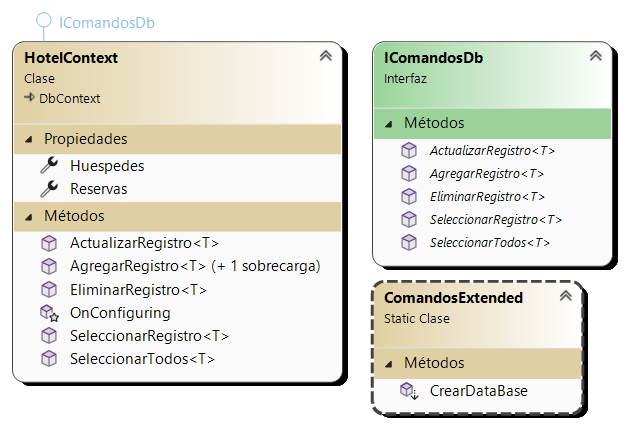 IComandosDb
HotelContext
Clase
DbContext
Propiedades
Huespedes
Reservas
Métodos
ActualizarRegistro<T>
AgregarRegistro<T> (+ 1 sobrecarga)
EliminarRegistro<T>
OnConfiguring
SeleccionarRegistro<T>
SeleccionarTodos<T>
IComandosDb
Interfaz
Métodos
ActualizarRegistro<T>
AgregarRegistro<T>
EliminarRegistro<T>
SeleccionarRegistro<T>
SeleccionarTodos<T>
ComandosExtended
Static Clase
Métodos
CrearDataBase